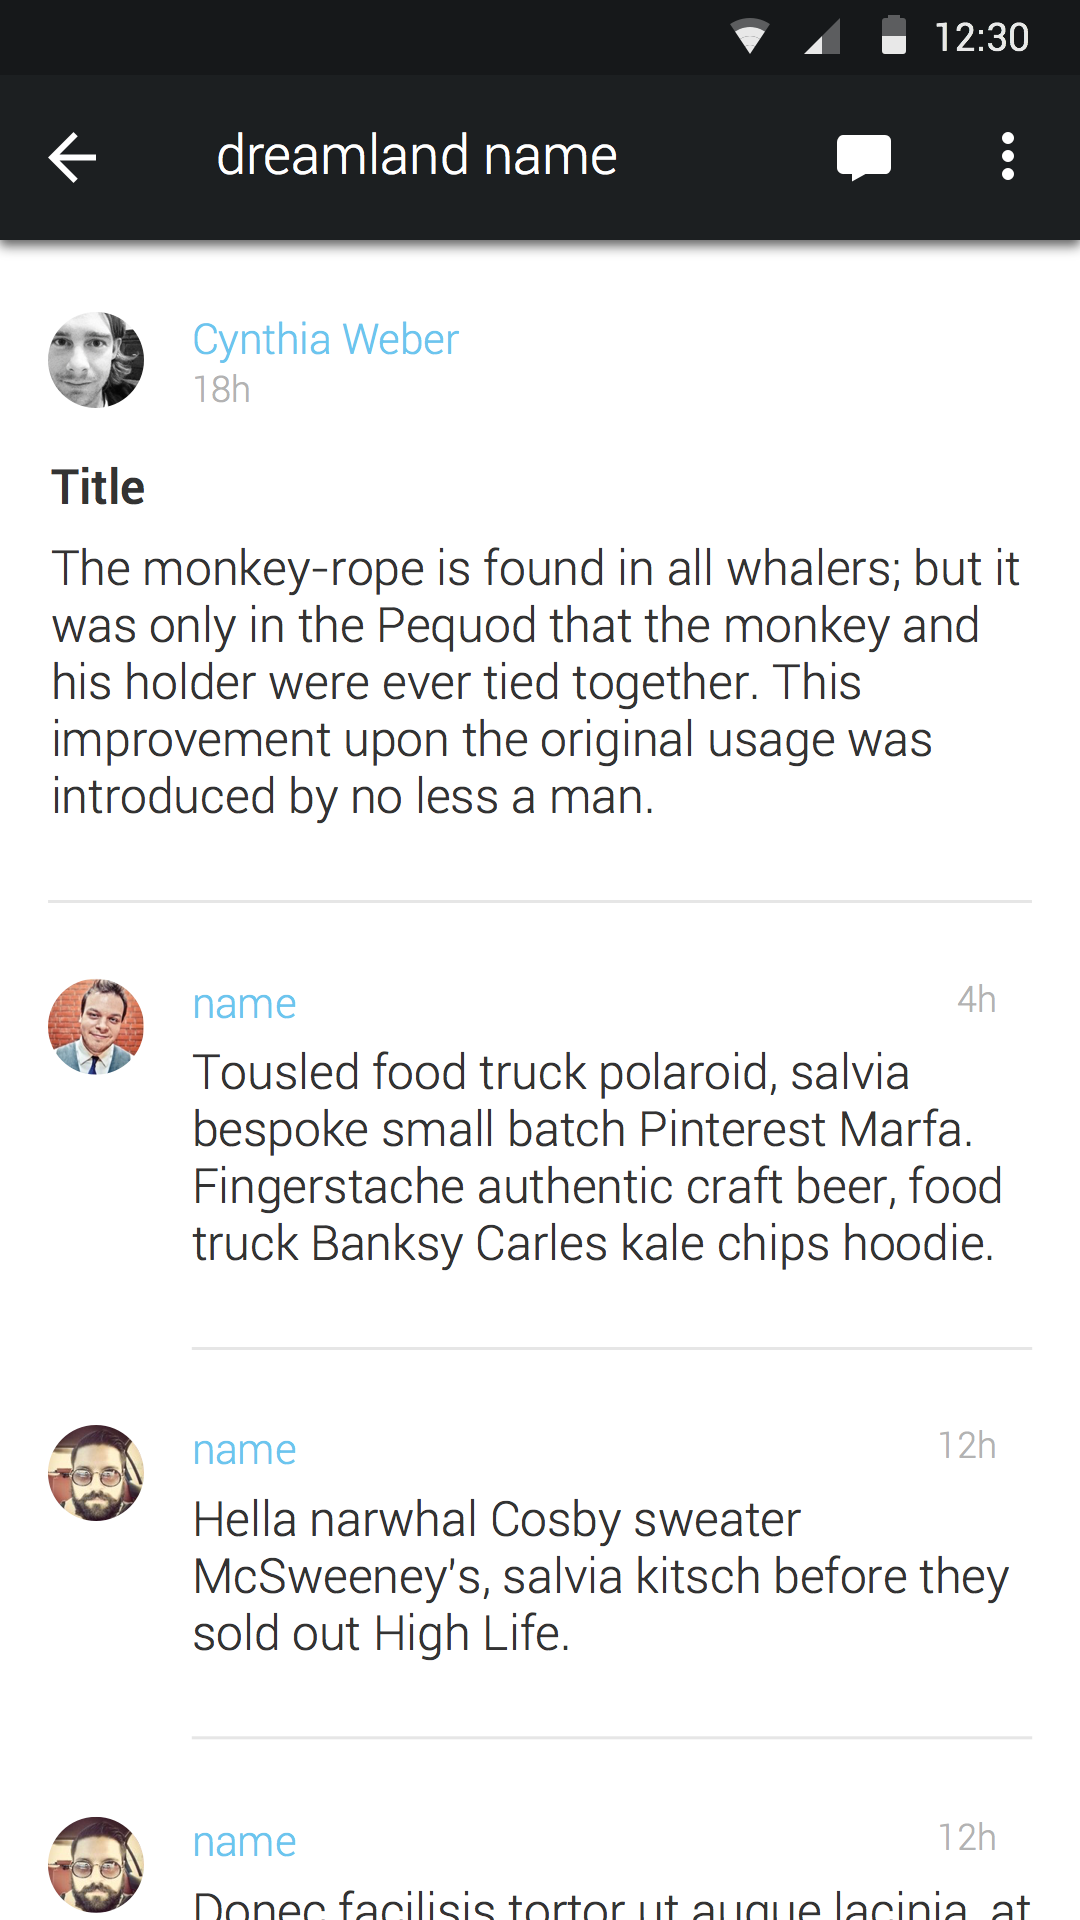 12:30
dreamland name
Cynthia Weber
18h
Title
The monkey-rope is found in all whalers; but it
was only in the Pequod that the monkey and
his holder were ever tied together. This
improvement upon the original usage was
introduced by no less a man.
name
4h
Tousled food truck polaroid, salvia
bespoke small batch Pinterest Marfa.
Fingerstache authentic craft beer, food
truck Banksy Carles kale chips hoodie.
name
12h
Hella narwhal Cosby sweater
McSweeney's, salvia kitsch before they
sold out High Life.
name
12h
Donec facilisis tortor ut augue lacinia, at